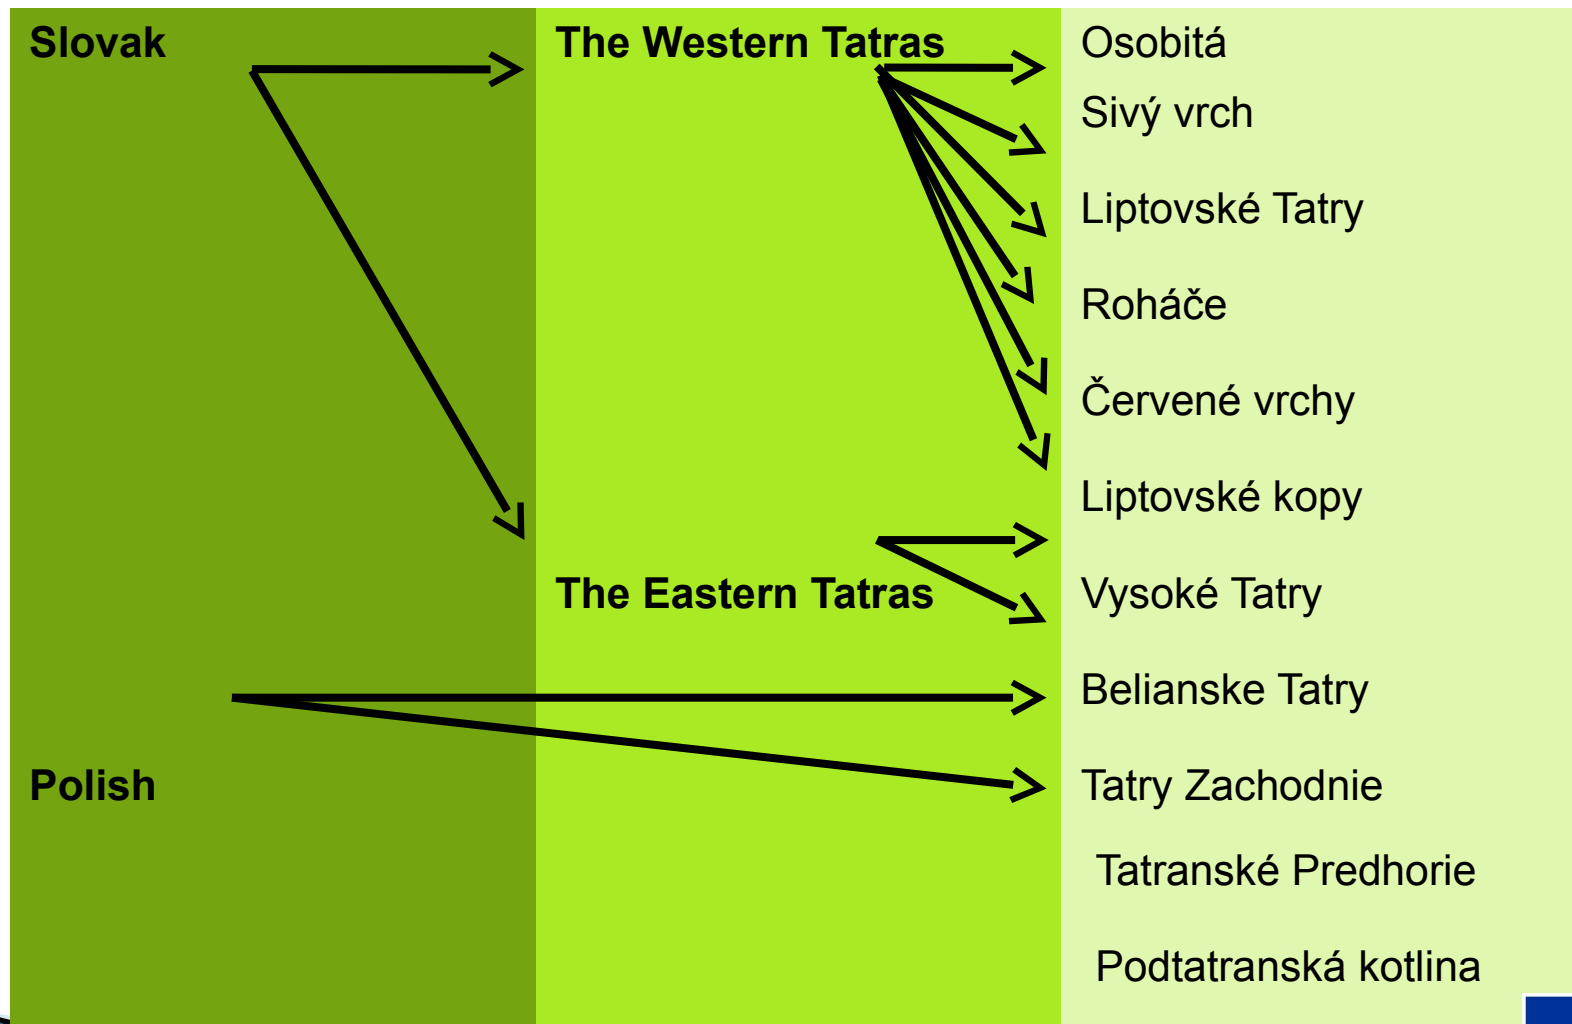 Slovak
The Western Tatras
Osobitá
Sivý vrch
Liptovské Tatry
Roháče
Červené vrchy
Liptovské kopy
The Eastern Tatras
Vysoké Tatry
Belianske Tatry
Polish
Tatry Zachodnie
Tatranské Predhorie
Podtatranská kotlina